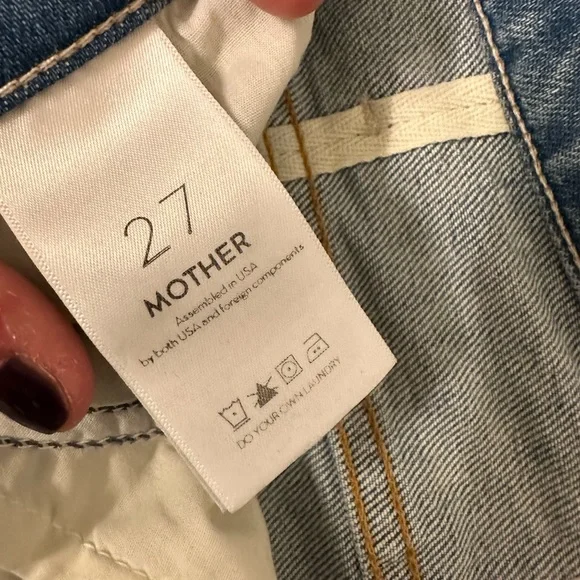 27
MOTHER
Assembled in USA
by both USA and foreign components
DO YOUR OWN LAUNDRY